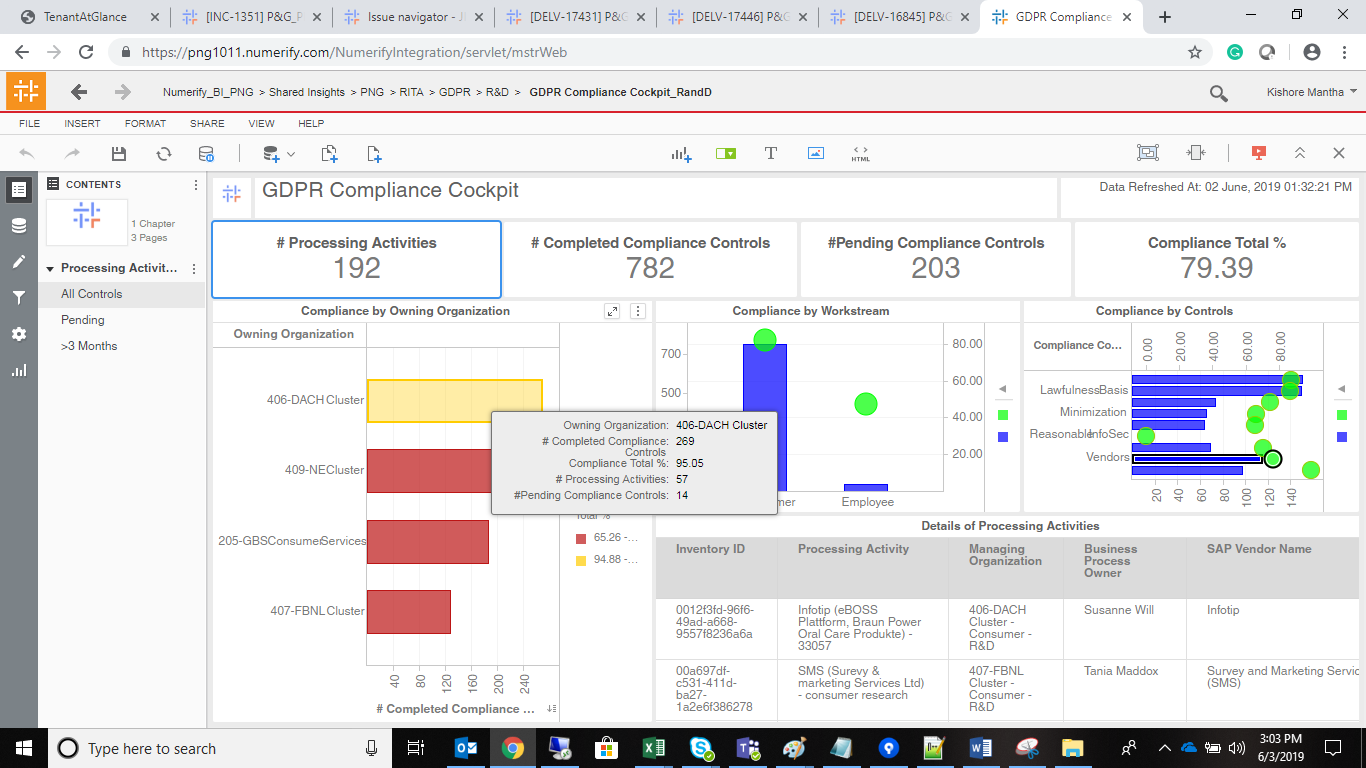 TenantAtGlance
[INC-1351] P&G_P
Issue navigator - J
[DELV-17431] P&G
[DELV-17446] P&G
[DELV-16845] P&G
GDPR Compliance
https://png1011.numerify.com/NumerifyIntegration/servlet/mstrWeb
Numerify_BI_PNG > Shared Insights > PNG > RITA > GDPR > R&D > GDPR Compliance Cockpit_RandD
Kishore Mantha
FILE INSERT FORMAT SHARE VIEW HELP
HTML
CONTENTS
1 Chapter
3 Pages
Processing Activit...
All Controls
Pending
>3 Months
GDPR Compliance Cockpit
Data Refreshed At: 02 June, 2019 01:32:21 PM
# Processing Activities
192
# Completed Compliance Controls
782
#Pending Compliance Controls
203
Compliance Total %
79.39
Compliance by Owning Organization
Owning Organization
406-DACH Cluster
409-NECluster
205-GBSConsumerServices
407-FBNL Cluster
40 80 120 160 200 240
# Completed Compliance ...
Total %
65.26 -...
94.88 -...
Owning Organization: 406-DACH Cluster
# Completed Compliance Controls: 269
Compliance Total %: 95.05
# Processing Activities: 57
#Pending Compliance Controls: 14
Compliance by Workstream
700
500
80.00
60.00
40.00
20.00
mer
Employee
Compliance by Controls
Compliance Co...
0.00 20.00 40.00 60.00 80.00
LawfulnessBasis
Minimization
ReasonableInfoSec
Vendors
20 40 60 80 100 120 140
Details of Processing Activities
Inventory ID
Processing Activity
Managing
Organization
Business
Process
Owner
SAP Vendor Name
0012f3fd-96f6-
49ad-a668-
9557f8236a6a
Infotip (eBOSS
Plattform, Braun Power
Oral Care Produkte) -
33057
406-DACH
Cluster -
Consumer -
R&D
Susanne Will
Infotip
00a697df-
c531-411d-
ba27-
1a2e6f386278
SMS (Surevy &
marketing Services Ltd)
- consumer research
407-FBNL
Cluster -
Consumer -
R&D
Tania Maddox
Survey and Marketing Servic
(SMS)
Type here to search
3:03 PM
6/3/2019